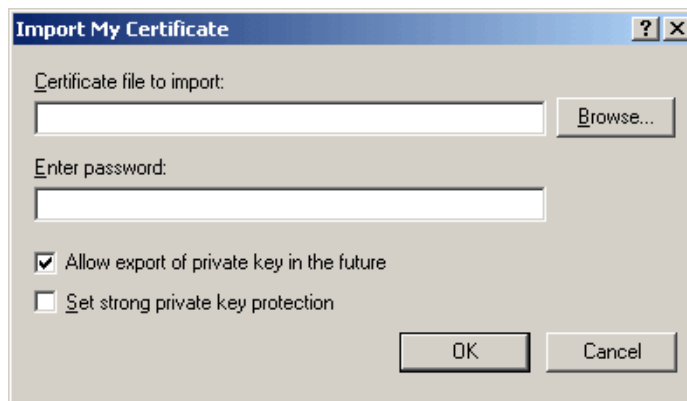 Import My Certificate
Certificate file to import:
Browse...
Enter password:
Allow export of private key in the future
Set strong private key protection
OK Cancel